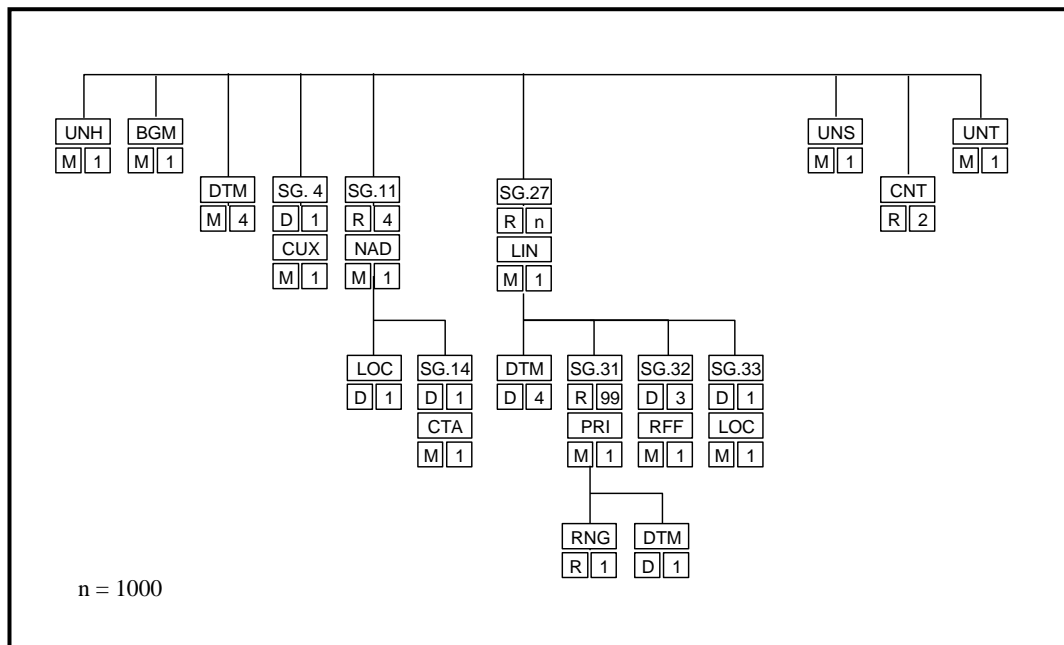 UNH BGM UNS UNT
M 1 M 1 M 1 M 1
DTM SG. 4 SG.11 SG.27 CNT
M 4 D 1 R 4 R n R 2
CUX NAD LIN
M 1 M 1 M 1
LOC SG.14 DTM SG.31 SG.32 SG.33
D 1 D 1 D 4 R 99 D 3 D 1
CTA PRI RFF LOC
M 1 M 1 M 1 M 1
RNG DTM
R 1 D 1
n = 1000